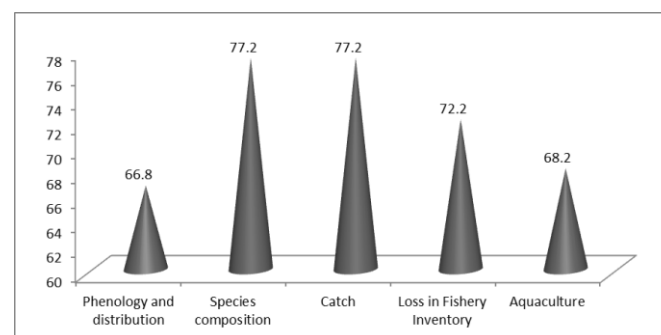 77.2
77.2
78
76
72.2
74
72
68.2
70
66.8
68
66
64
62
60
Phenology and
distribution
Species
composition
Catch
Loss in Fishery
Inventory
Aquaculture